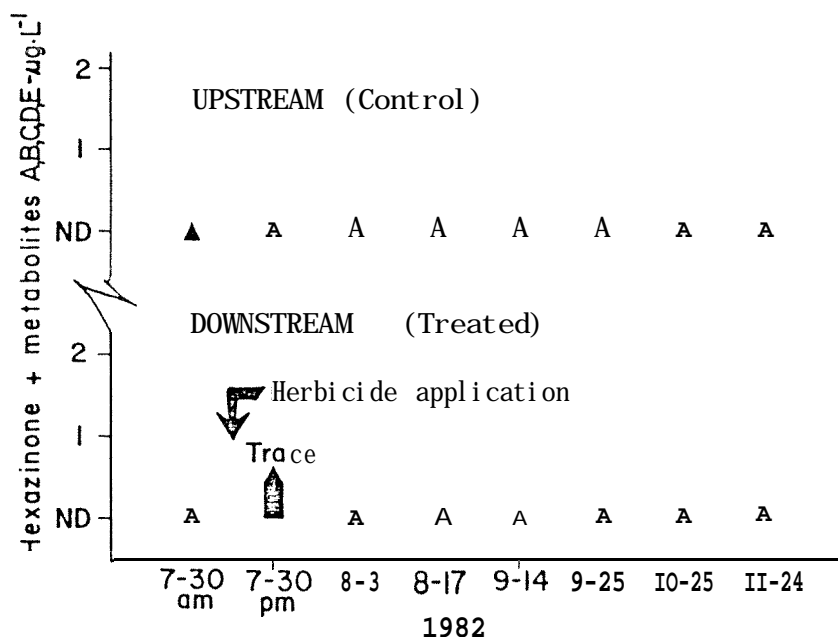 Hexazinone + metabolites A,B,C,D,E-µg·L⁻¹
2
UPSTREAM (Control)
1
ND ▲ A A A A A A A
DOWNSTREAM (Treated)
2
Herbicide application
1
Trace
ND A A A A A A A
7-30 am 7-30 pm 8-3 8-17 9-14 9-25 10-25 11-24
1982